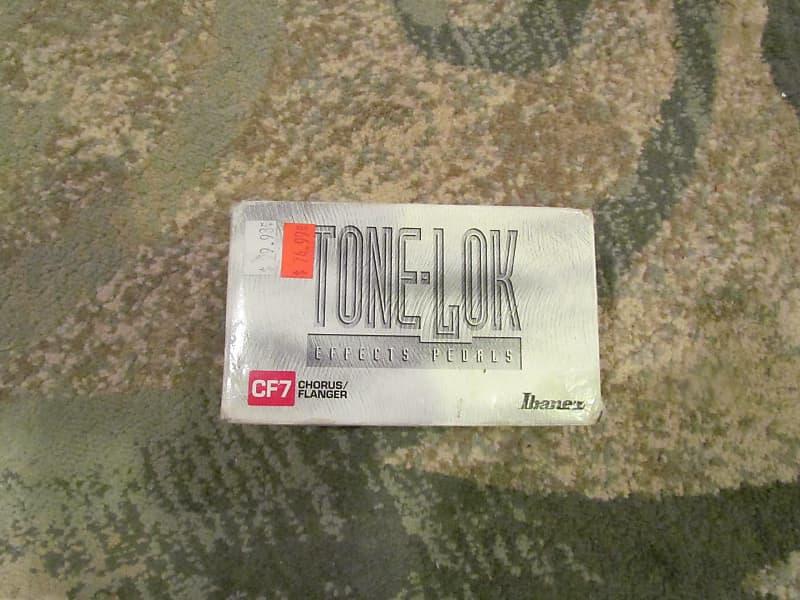 TONE-LOK
EFFECTS PEDALS
CF7 CHORUS/
FLANGER
Ibanez